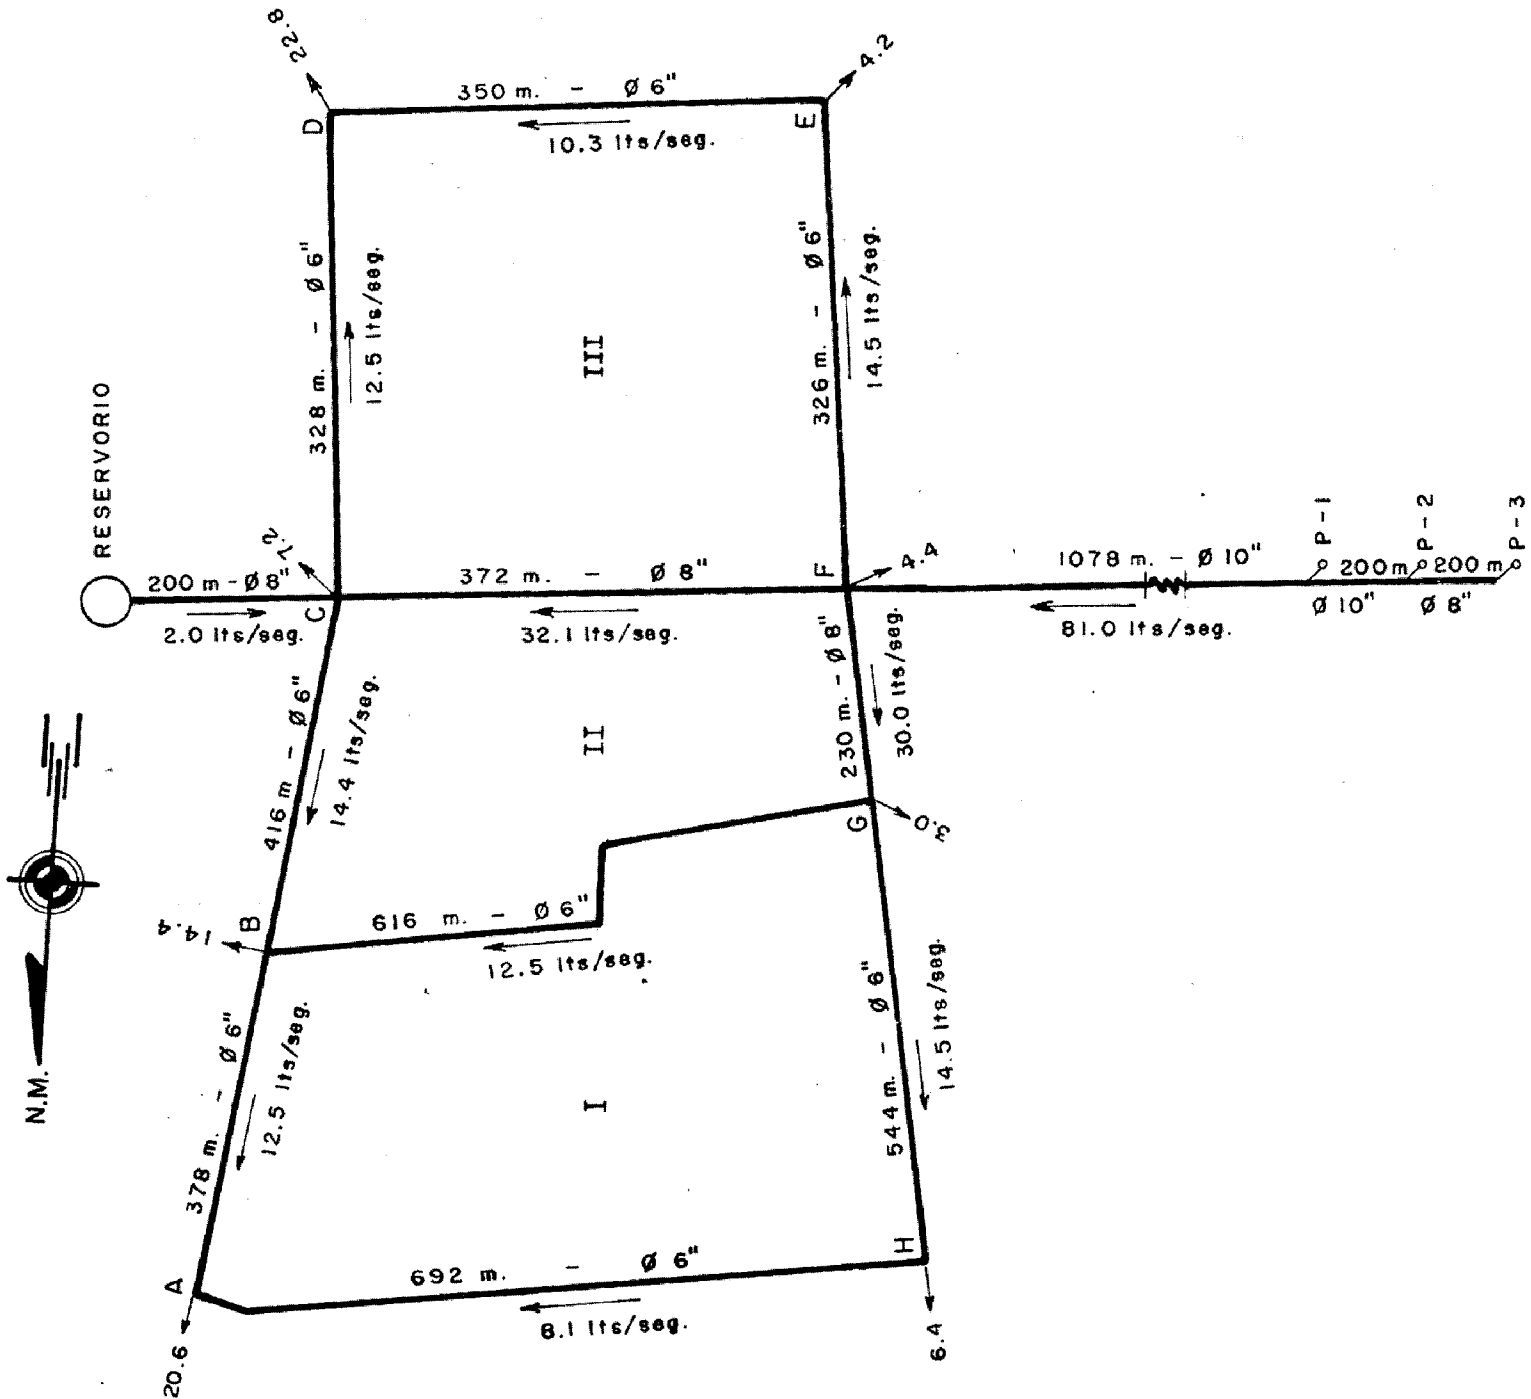 22.8
4.2
350 m. - Ø 6"
D
E
10.3 lts/seg.
328 m. - Ø 6"
12.5 lts/seg.
III
326 m. - Ø 6"
14.5 lts/seg.
RESERVORIO
200 m - Ø 8"
2.0 lts/seg.
7.2
C
372 m. - Ø 8"
32.1 lts/seg.
F
4.4
1078 m. - Ø 10"
81.0 lts/seg.
P-1
200 m
P-2
200 m
P-3
Ø 10"
Ø 8"
416 m - Ø 6"
14.4 lts/seg.
II
230 m. - Ø 8"
30.0 lts/seg.
G
3.0
B
14.4
616 m. - Ø 6"
12.5 lts/seg.
N.M.
378 m. - Ø 6"
12.5 lts/seg.
I
544 m. - Ø 6"
14.5 lts/seg.
A
H
692 m. - Ø 6"
8.1 lts/seg.
20.6
6.4